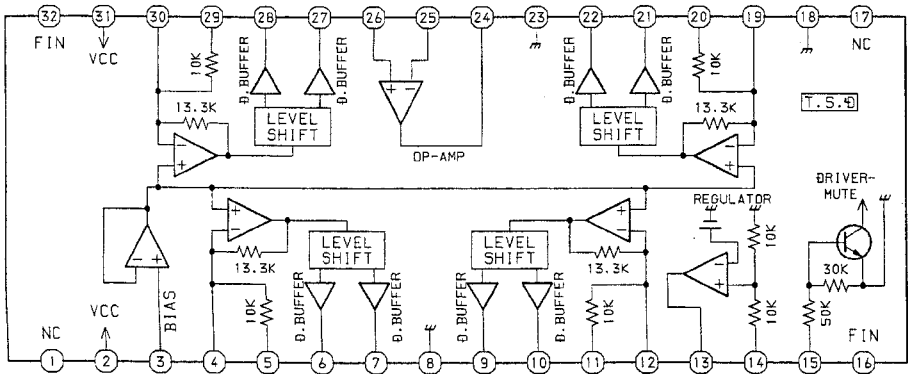 32 31 30 29 28 27 26 25 24 23 22 21 20 19 18 17
FIN
VCC
NC
10K
D.BUFFER
D.BUFFER
D.BUFFER
D.BUFFER
10K
+ -
T.S.D
13.3K
LEVEL
SHIFT
OP-AMP
LEVEL
SHIFT
13.3K
-
+
-
+
DRIVER-
MUTE
REGULATOR
+
-
+
-
10K
- +
13.3K
LEVEL
SHIFT
LEVEL
SHIFT
13.3K
-
+
30K
BIAS
VCC
NC
10K
D.BUFFER
D.BUFFER
D.BUFFER
D.BUFFER
10K
10K
50K
FIN
1 2 3 4 5 6 7 8 9 10 11 12 13 14 15 16